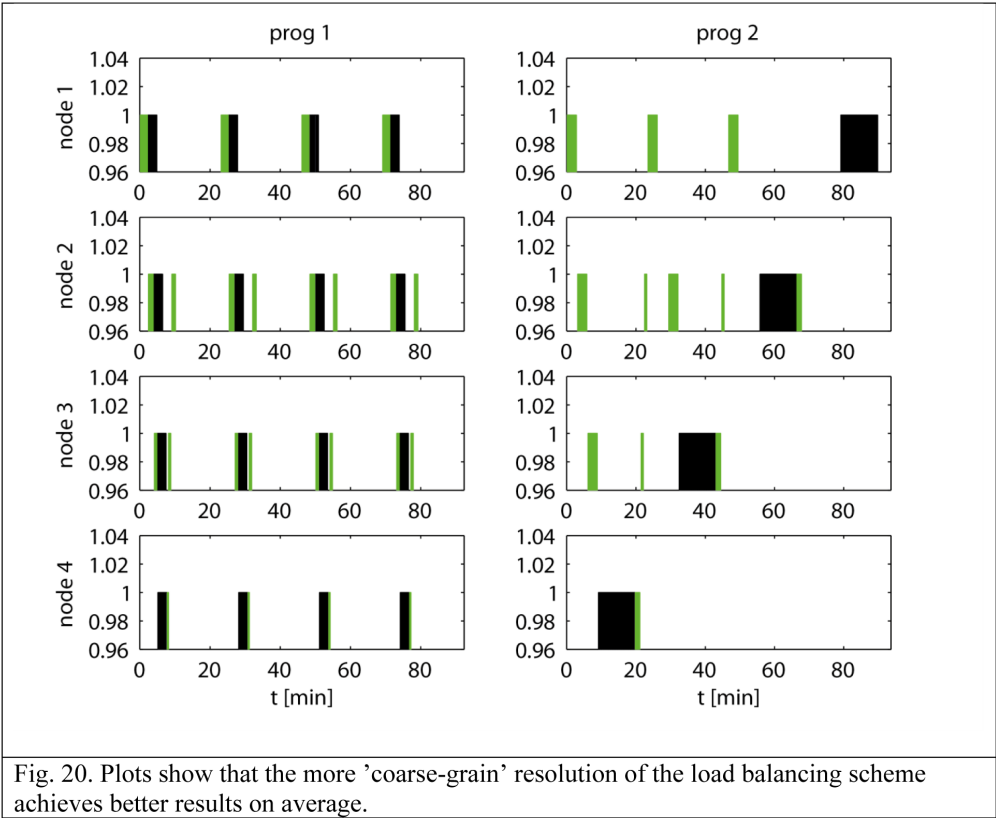 prog 1
prog 2
node 1
1.04
1.02
1
0.98
0.96
0 20 40 60 80
1.04
1.02
1
0.98
0.96
0 20 40 60 80
node 2
1.04
1.02
1
0.98
0.96
0 20 40 60 80
1.04
1.02
1
0.98
0.96
0 20 40 60 80
node 3
1.04
1.02
1
0.98
0.96
0 20 40 60 80
1.04
1.02
1
0.98
0.96
0 20 40 60 80
node 4
1.04
1.02
1
0.98
0.96
0 20 40 60 80
t [min]
1.04
1.02
1
0.98
0.96
0 20 40 60 80
t [min]
Fig. 20. Plots show that the more ’coarse-grain’ resolution of the load balancing scheme
achieves better results on average.